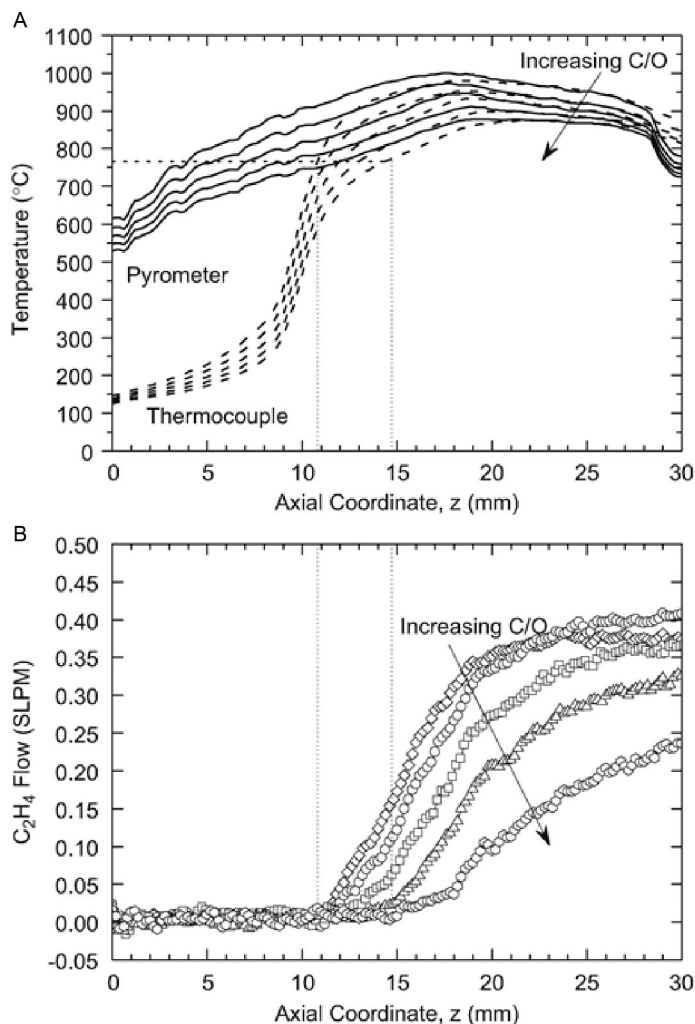 A
1100
1000
900
800
700
600
500
400
300
200
100
0
Temperature (°C)
Increasing C/O
Pyrometer
Thermocouple
0 5 10 15 20 25 30
Axial Coordinate, z (mm)
B
0.50
0.45
0.40
0.35
0.30
0.25
0.20
0.15
0.10
0.05
0.00
-0.05
C₂H₄ Flow (SLPM)
Increasing C/O
0 5 10 15 20 25 30
Axial Coordinate, z (mm)